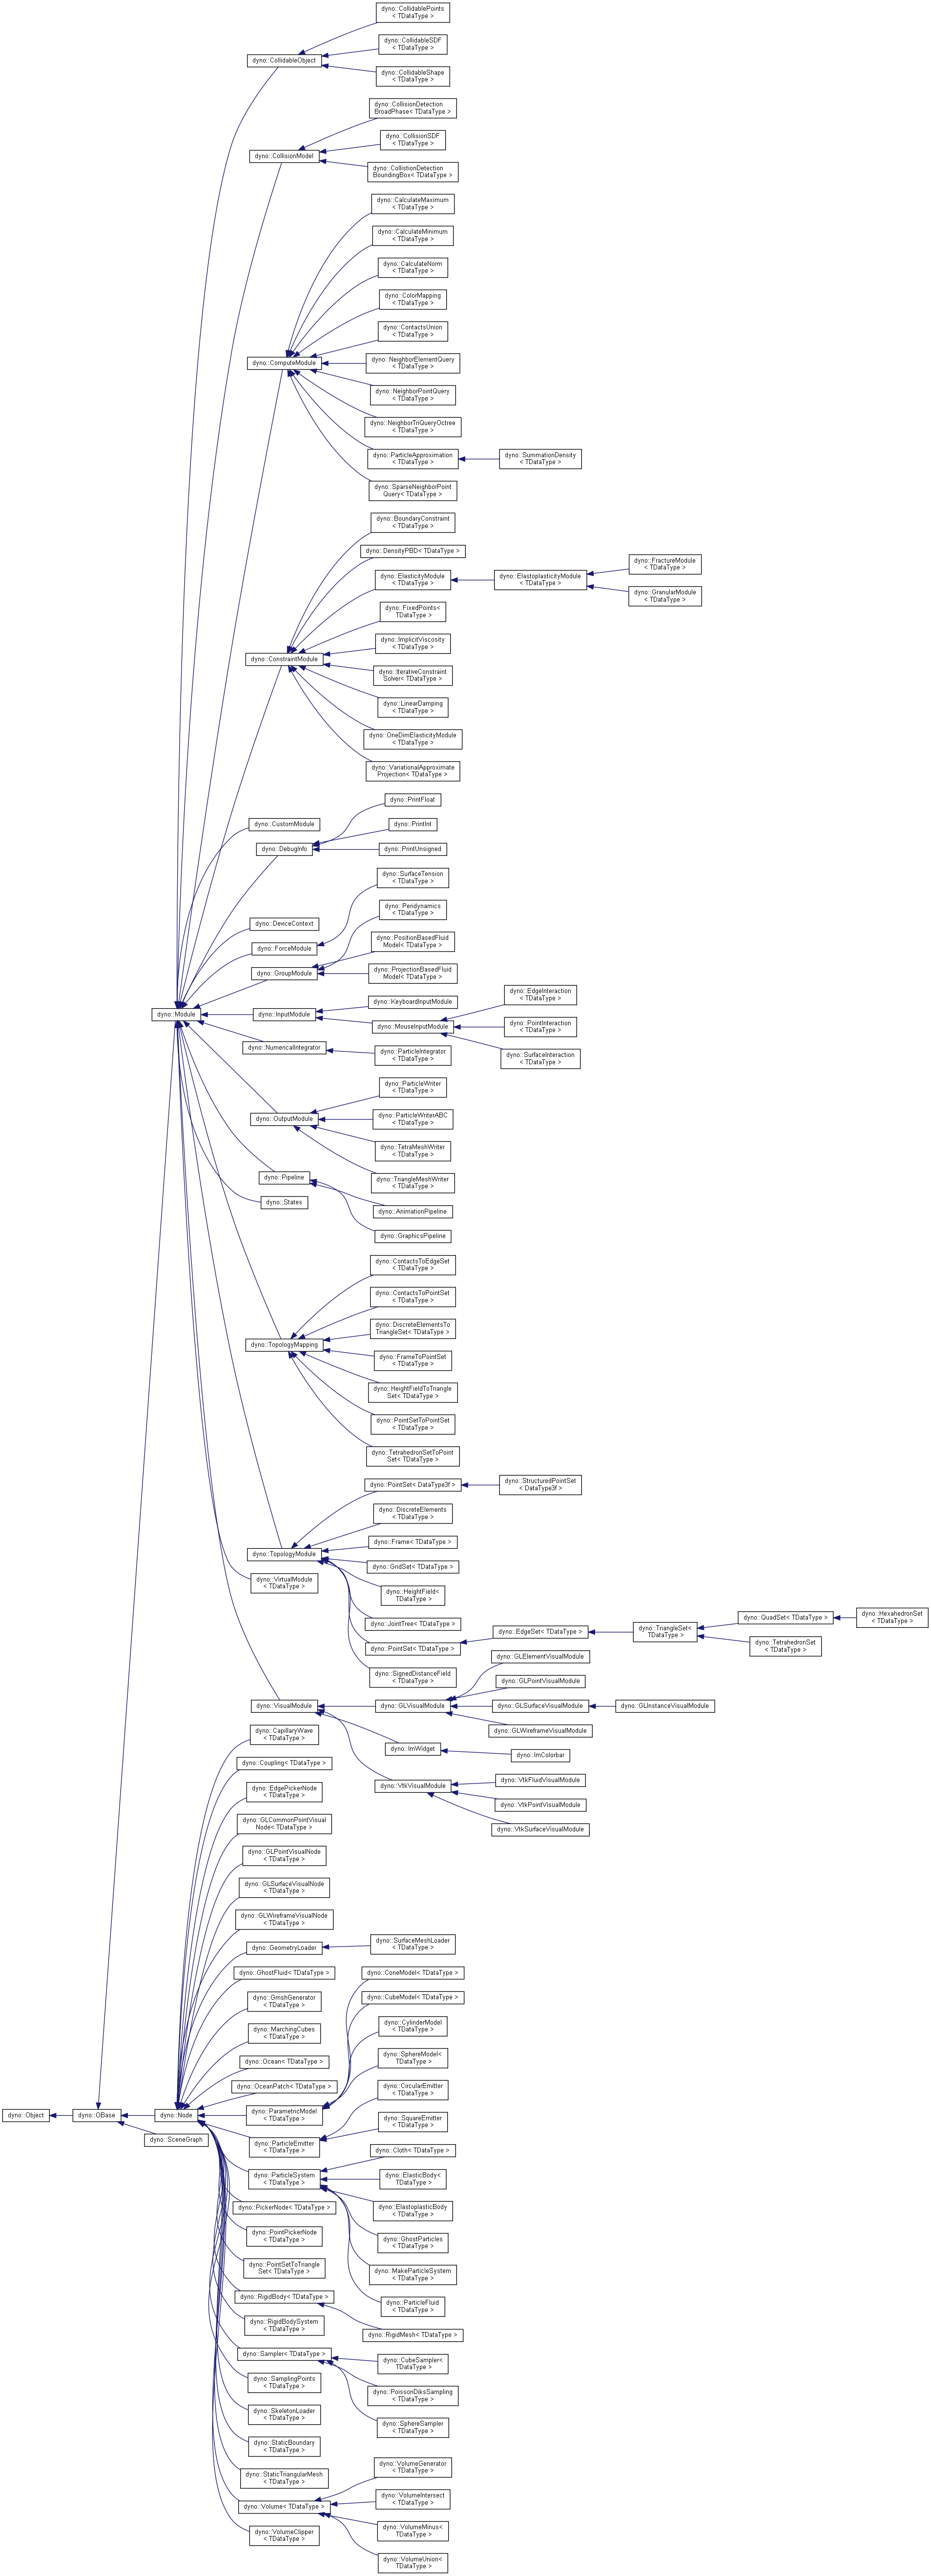 dyno::CollidablePoints
< TDataType >
dyno::CollidableSDF
< TDataType >
dyno::CollidableObject
dyno::CollidableShape
< TDataType >
dyno::CollisionDetection
BroadPhase< TDataType >
dyno::CollisionSDF
< TDataType >
dyno::CollisionModel
dyno::CollistionDetection
BoundingBox< TDataType >
dyno::CalculateMaximum
< TDataType >
dyno::CalculateMinimum
< TDataType >
dyno::CalculateNorm
< TDataType >
dyno::ColorMapping
< TDataType >
dyno::ContactsUnion
< TDataType >
dyno::ComputeModule
dyno::NeighborElementQuery
< TDataType >
dyno::NeighborPointQuery
< TDataType >
dyno::NeighborTriQueryOctree
< TDataType >
dyno::ParticleApproximation
< TDataType >
dyno::SummationDensity
< TDataType >
dyno::SparseNeighborPoint
Query< TDataType >
dyno::BoundaryConstraint
< TDataType >
dyno::DensityPBD< TDataType >
dyno::ElasticityModule
< TDataType >
dyno::ElastoplasticityModule
< TDataType >
dyno::FractureModule
< TDataType >
dyno::GranularModule
< TDataType >
dyno::FixedPoints<
TDataType >
dyno::ImplicitViscosity
< TDataType >
dyno::ConstraintModule
dyno::IterativeConstraint
Solver< TDataType >
dyno::LinearDamping
< TDataType >
dyno::OneDimElasticityModule
< TDataType >
dyno::VariationalApproximate
Projection< TDataType >
dyno::PrintFloat
dyno::CustomModule
dyno::PrintInt
dyno::DebugInfo
dyno::PrintUnsigned
dyno::SurfaceTension
< TDataType >
dyno::Peridynamics
< TDataType >
dyno::DeviceContext
dyno::PositionBasedFluid
Model< TDataType >
dyno::ForceModule
dyno::GroupModule
dyno::ProjectionBasedFluid
Model< TDataType >
dyno::KeyboardInputModule
dyno::EdgeInteraction
< TDataType >
dyno::Module
dyno::InputModule
dyno::MouseInputModule
dyno::PointInteraction
< TDataType >
dyno::NumericalIntegrator
dyno::ParticleIntegrator
< TDataType >
dyno::SurfaceInteraction
< TDataType >
dyno::ParticleWriter
< TDataType >
dyno::OutputModule
dyno::ParticleWriterABC
< TDataType >
dyno::TetraMeshWriter
< TDataType >
dyno::Pipeline
dyno::TriangleMeshWriter
< TDataType >
dyno::States
dyno::AnimationPipeline
dyno::GraphicsPipeline
dyno::ContactsToEdgeSet
< TDataType >
dyno::ContactsToPointSet
< TDataType >
dyno::DiscreteElementsTo
TriangleSet< TDataType >
dyno::TopologyMapping
dyno::FrameToPointSet
< TDataType >
dyno::HeightFieldToTriangle
Set< TDataType >
dyno::PointSetToPointSet
< TDataType >
dyno::TetrahedronSetToPoint
Set< TDataType >
dyno::PointSet< DataType3f >
dyno::StructuredPointSet
< DataType3f >
dyno::DiscreteElements
< TDataType >
dyno::Frame< TDataType >
dyno::TopologyModule
dyno::GridSet< TDataType >
dyno::VirtualModule
< TDataType >
dyno::HeightField<
TDataType >
dyno::JointTree< TDataType >
dyno::PointSet< TDataType >
dyno::EdgeSet< TDataType >
dyno::TriangleSet<
TDataType >
dyno::QuadSet< TDataType >
dyno::HexahedronSet
< TDataType >
dyno::TetrahedronSet
< TDataType >
dyno::SignedDistanceField
< TDataType >
dyno::GLElementVisualModule
dyno::GLPointVisualModule
dyno::VisualModule
dyno::GLVisualModule
dyno::GLSurfaceVisualModule
dyno::GLInstanceVisualModule
dyno::GLWireframeVisualModule
dyno::CapillaryWave
< TDataType >
dyno::ImWidget
dyno::ImColorbar
dyno::Coupling< TDataType >
dyno::VtkVisualModule
dyno::VtkFluidVisualModule
dyno::EdgePickerNode
< TDataType >
dyno::VtkPointVisualModule
dyno::GLCommonPointVisual
Node< TDataType >
dyno::VtkSurfaceVisualModule
dyno::GLPointVisualNode
< TDataType >
dyno::GLSurfaceVisualNode
< TDataType >
dyno::GLWireframeVisualNode
< TDataType >
dyno::GeometryLoader
dyno::SurfaceMeshLoader
< TDataType >
dyno::GhostFluid< TDataType >
dyno::ConeModel< TDataType >
dyno::GmshGenerator
< TDataType >
dyno::CubeModel< TDataType >
dyno::MarchingCubes
< TDataType >
dyno::CylinderModel
< TDataType >
dyno::Ocean< TDataType >
dyno::SphereModel<
TDataType >
dyno::OceanPatch< TDataType >
dyno::CircularEmitter
< TDataType >
dyno::Object
dyno::OBase
dyno::Node
dyno::ParametricModel
< TDataType >
dyno::SquareEmitter
< TDataType >
dyno::SceneGraph
dyno::ParticleEmitter
< TDataType >
dyno::Cloth< TDataType >
dyno::ParticleSystem
< TDataType >
dyno::ElasticBody<
TDataType >
dyno::PickerNode< TDataType >
dyno::ElastoplasticBody
< TDataType >
dyno::PointPickerNode
< TDataType >
dyno::GhostParticles
< TDataType >
dyno::PointSetToTriangle
Set< TDataType >
dyno::MakeParticleSystem
< TDataType >
dyno::RigidBody< TDataType >
dyno::ParticleFluid
< TDataType >
dyno::RigidBodySystem
< TDataType >
dyno::RigidMesh< TDataType >
dyno::Sampler< TDataType >
dyno::CubeSampler<
TDataType >
dyno::SamplingPoints
< TDataType >
dyno::PoissonDiksSampling
< TDataType >
dyno::SkeletonLoader
< TDataType >
dyno::SphereSampler
< TDataType >
dyno::StaticBoundary
< TDataType >
dyno::StaticTriangularMesh
< TDataType >
dyno::VolumeGenerator
< TDataType >
dyno::Volume< TDataType >
dyno::VolumeIntersect
< TDataType >
dyno::VolumeClipper
< TDataType >
dyno::VolumeMinus<
TDataType >
dyno::VolumeUnion<
TDataType >